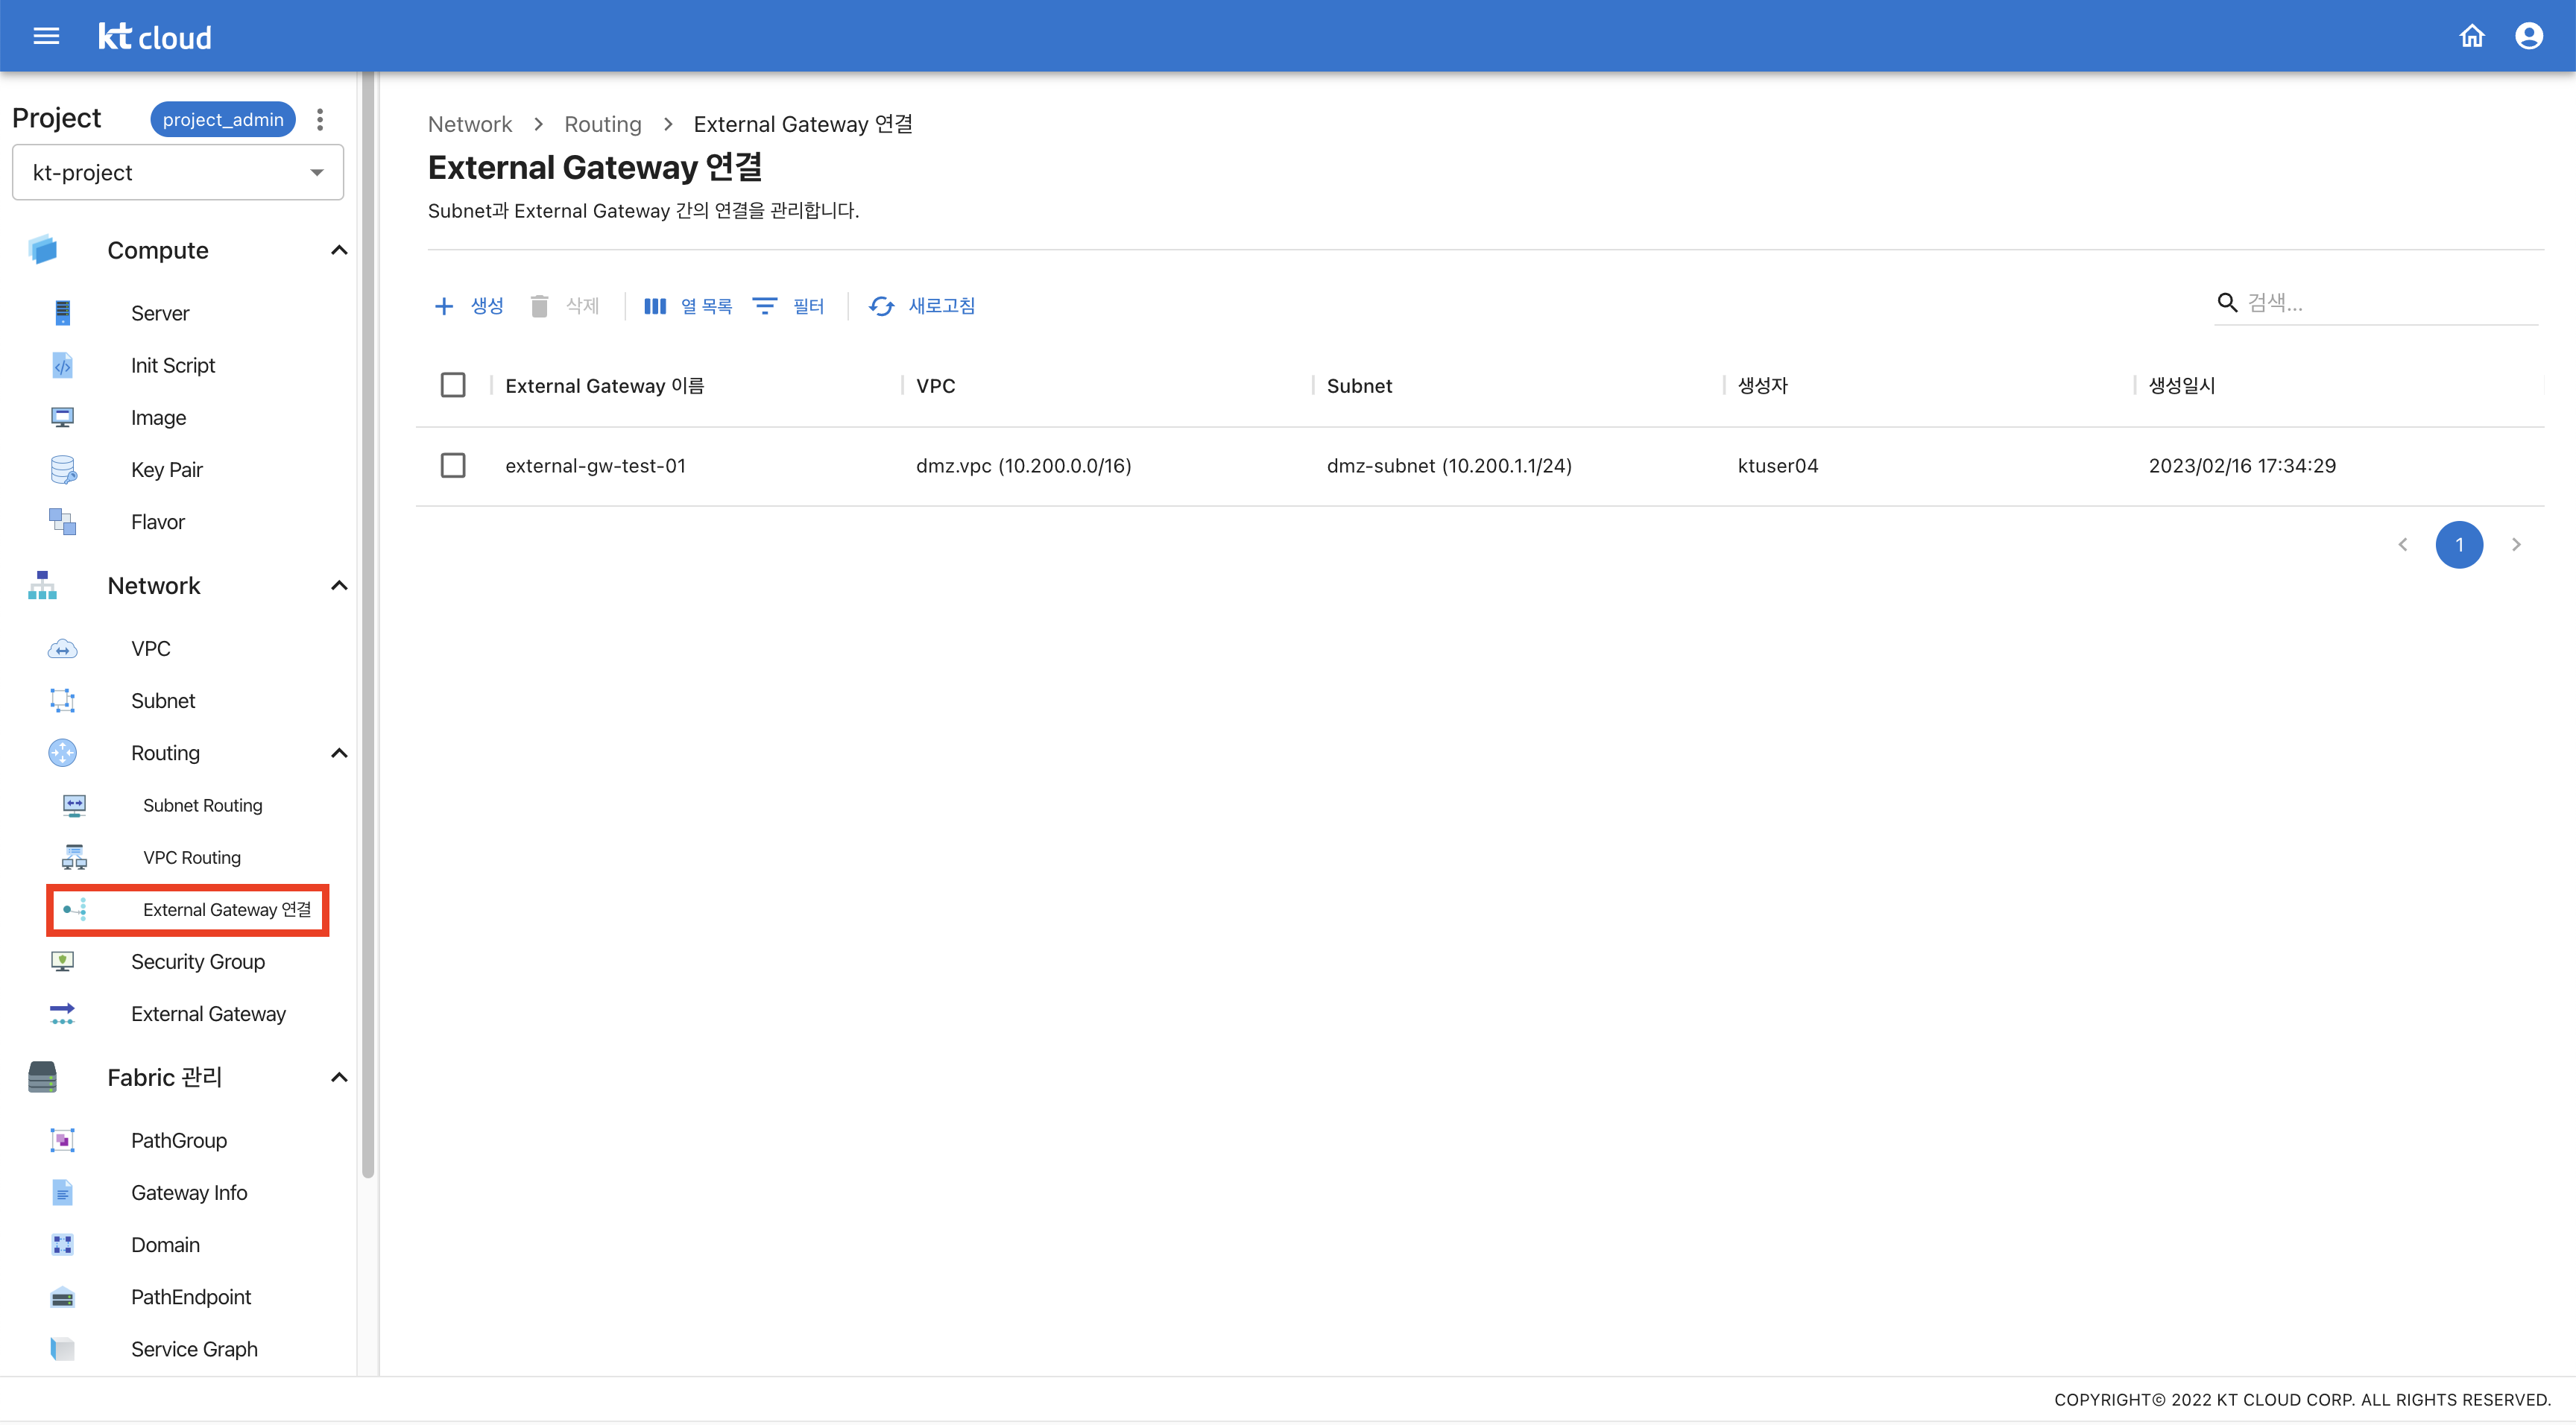 kt cloud
Project project_admin
kt-project
Compute
Server
Init Script
Image
Key Pair
Flavor
Network
VPC
Subnet
Routing
Subnet Routing
VPC Routing
External Gateway 연결
Security Group
External Gateway
Fabric 관리
PathGroup
Gateway Info
Domain
PathEndpoint
Service Graph
Network > Routing > External Gateway 연결
External Gateway 연결
Subnet과 External Gateway 간의 연결을 관리합니다.
생성 삭제 열 목록 필터 새로고침 검색...
External Gateway 이름 VPC Subnet 생성자 생성일시
external-gw-test-01 dmz.vpc (10.200.0.0/16) dmz-subnet (10.200.1.1/24) ktuser04 2023/02/16 17:34:29
1
COPYRIGHT© 2022 KT CLOUD CORP. ALL RIGHTS RESERVED.